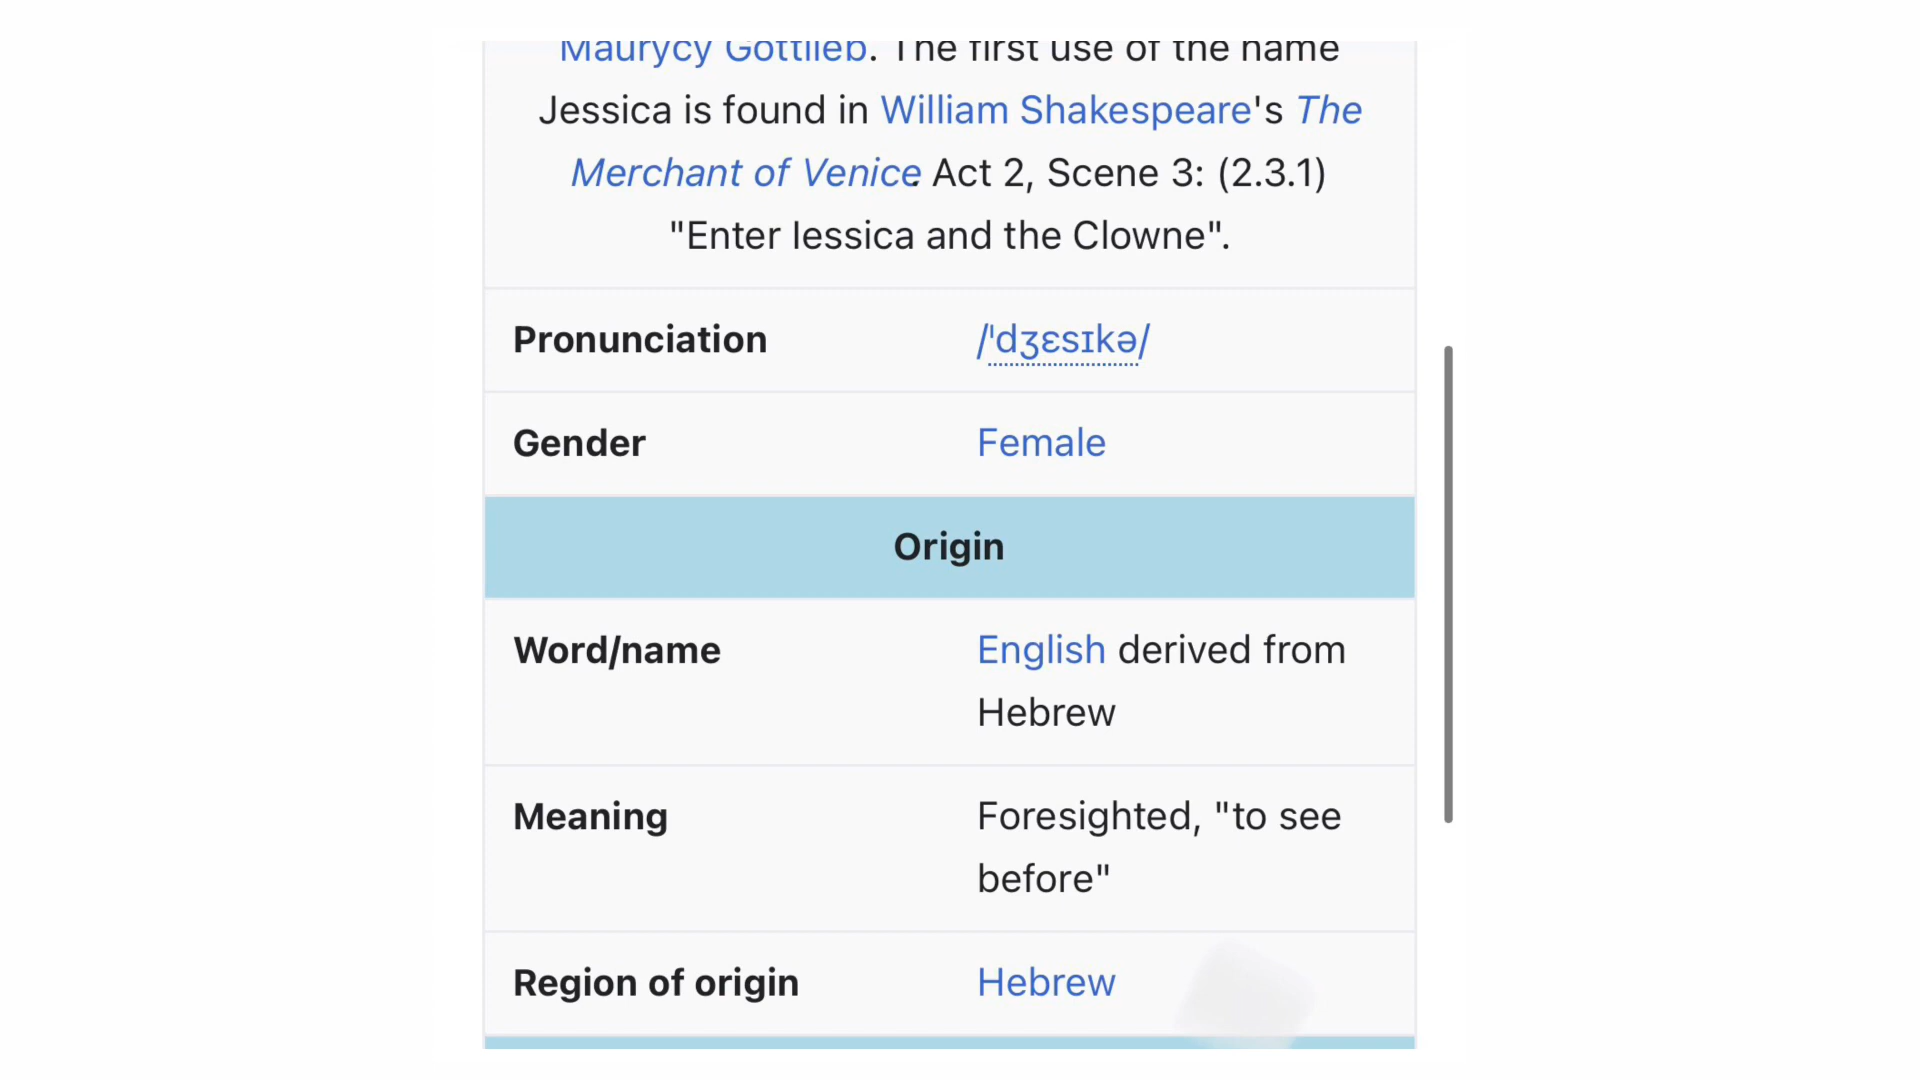 Maurycy Gottlieb. The first use of the name
Jessica is found in William Shakespeare's The
Merchant of Venice. Act 2, Scene 3: (2.3.1)
"Enter Iessica and the Clowne".
Pronunciation /ˈdʒɛsɪkə/
Gender Female
Origin
Word/name English derived from
Hebrew
Meaning Foresighted, "to see
before"
Region of origin Hebrew